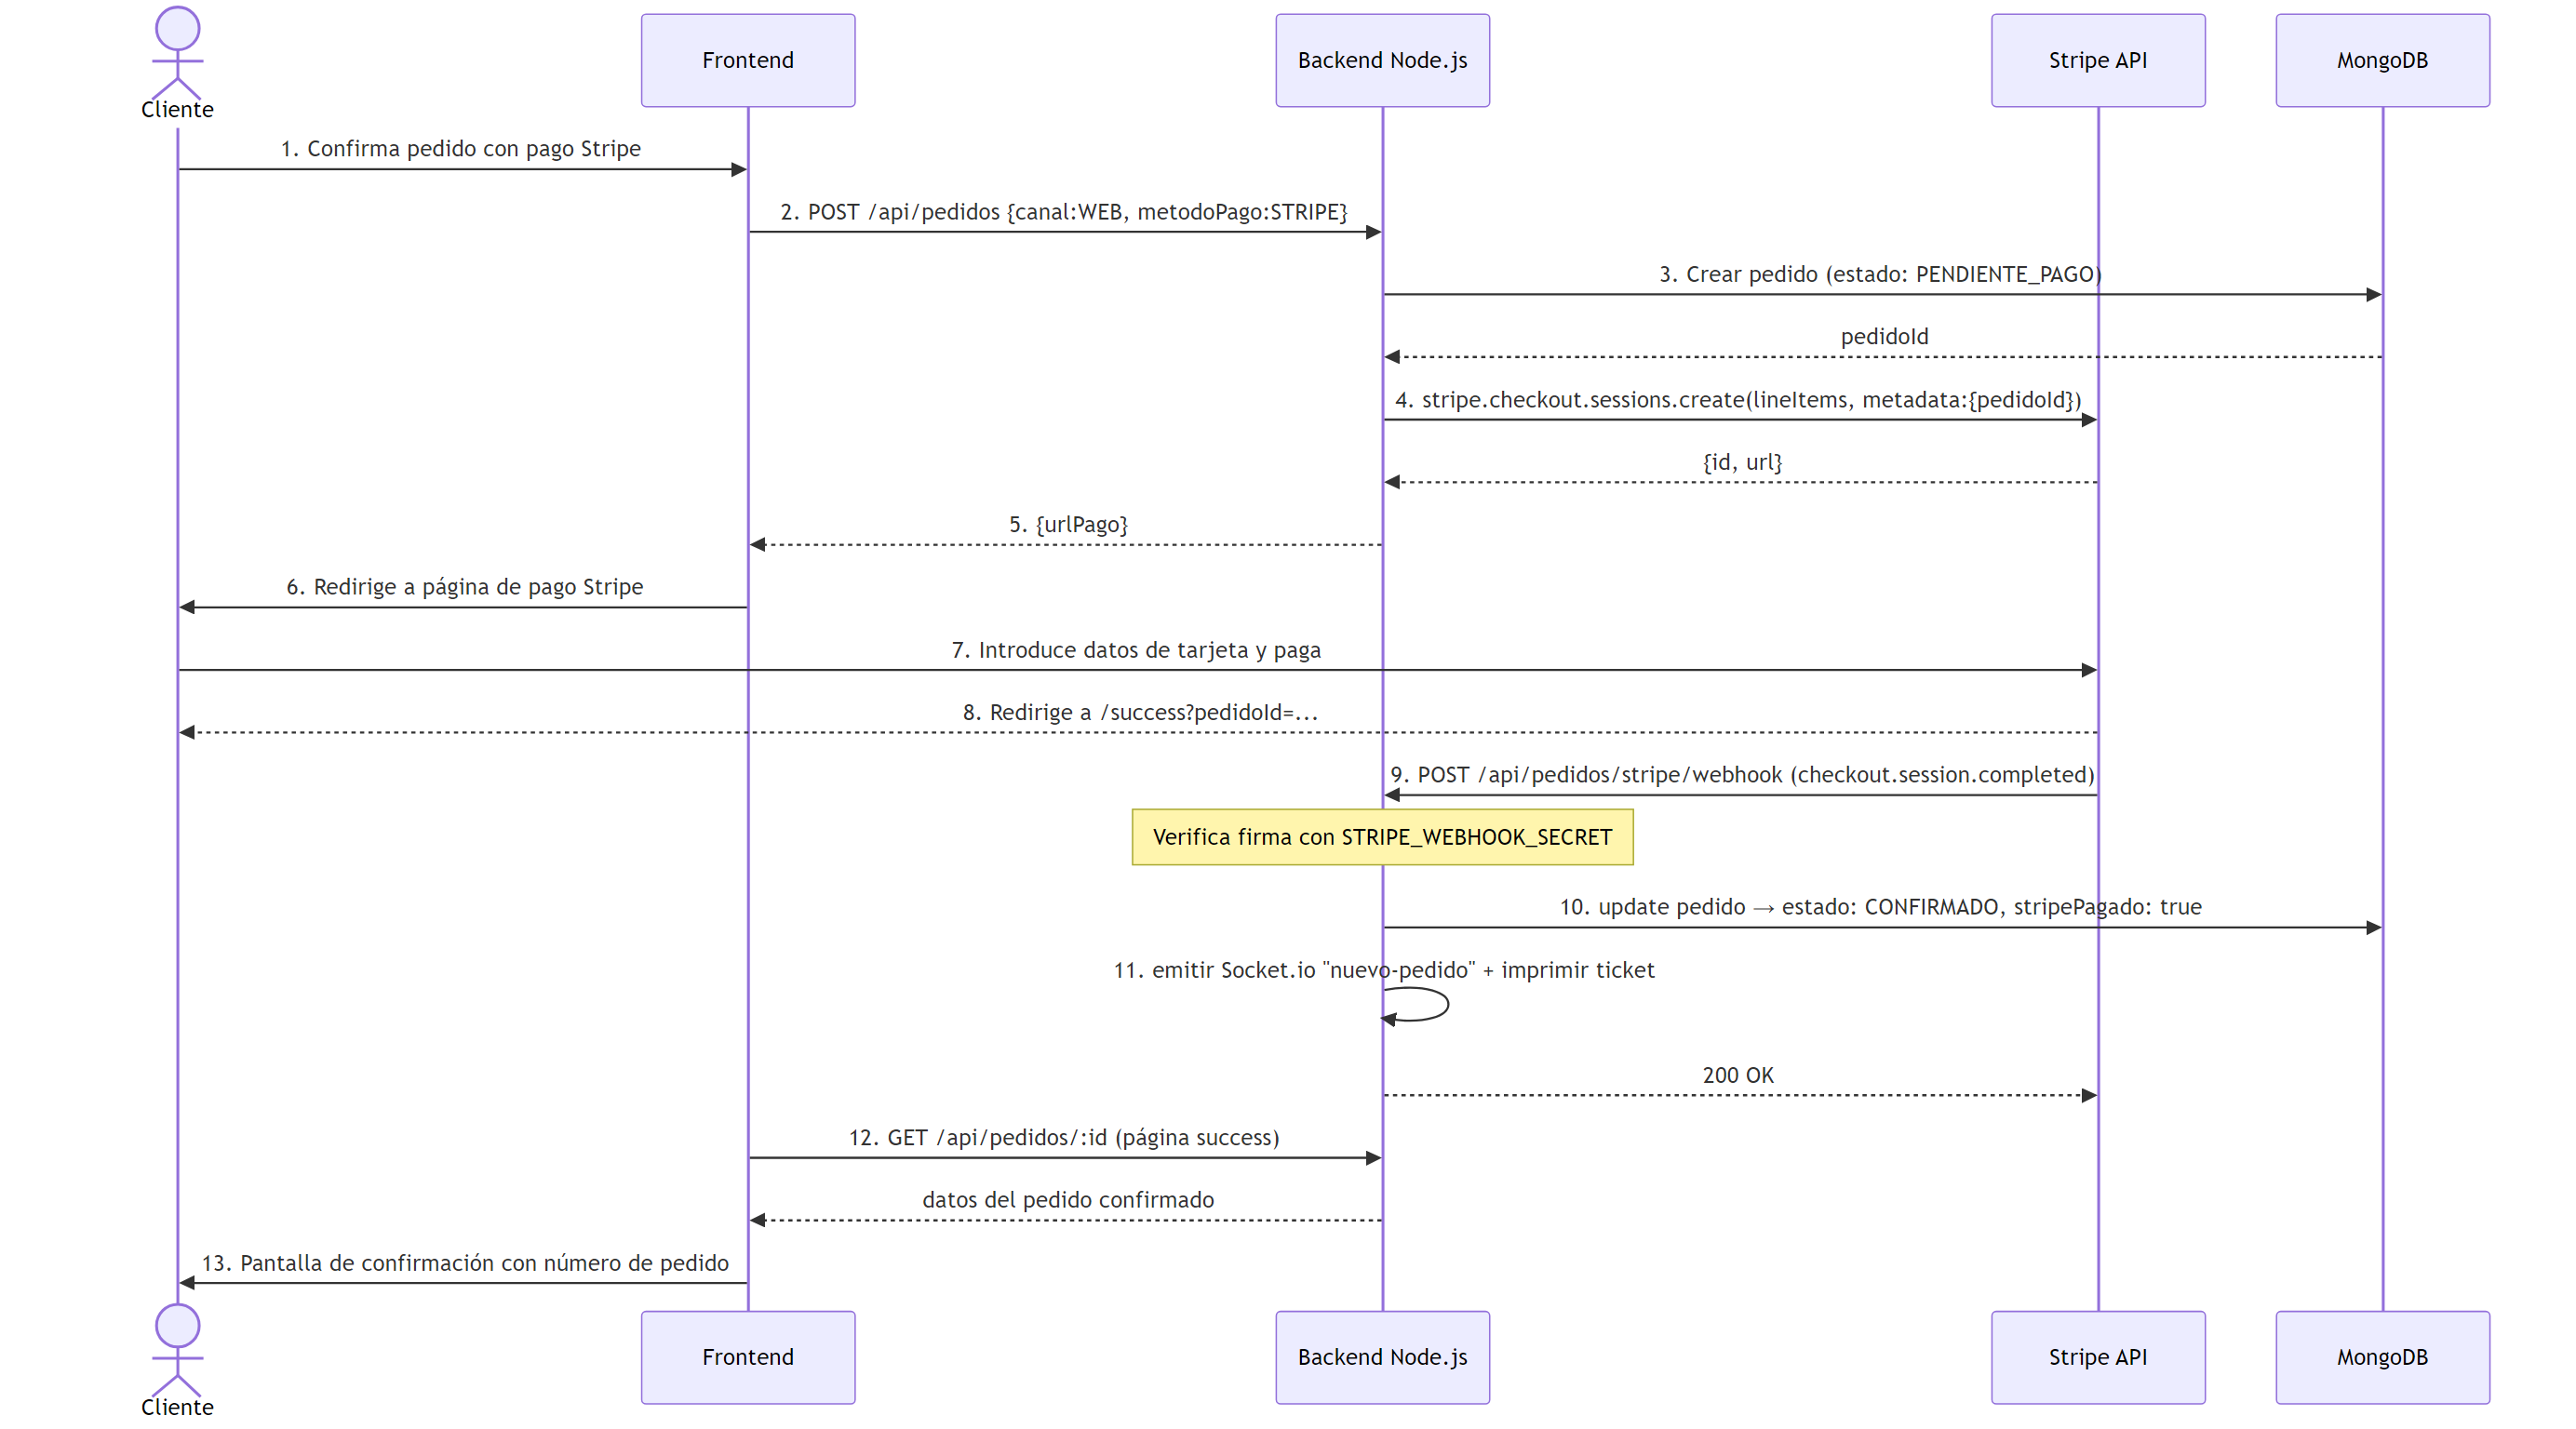 Cliente
Frontend
Backend Node.js
Stripe API
MongoDB
1. Confirma pedido con pago Stripe
2. POST /api/pedidos {canal:WEB, metodoPago:STRIPE}
3. Crear pedido (estado: PENDIENTE_PAGO)
pedidoId
4. stripe.checkout.sessions.create(lineItems, metadata:{pedidoId})
{id, url}
5. {urlPago}
6. Redirige a página de pago Stripe
7. Introduce datos de tarjeta y paga
8. Redirige a /success?pedidoId=...
9. POST /api/pedidos/stripe/webhook (checkout.session.completed)
Verifica firma con STRIPE_WEBHOOK_SECRET
10. update pedido → estado: CONFIRMADO, stripePagado: true
11. emitir Socket.io "nuevo-pedido" + imprimir ticket
200 OK
12. GET /api/pedidos/:id (página success)
datos del pedido confirmado
13. Pantalla de confirmación con número de pedido
Cliente
Frontend
Backend Node.js
Stripe API
MongoDB